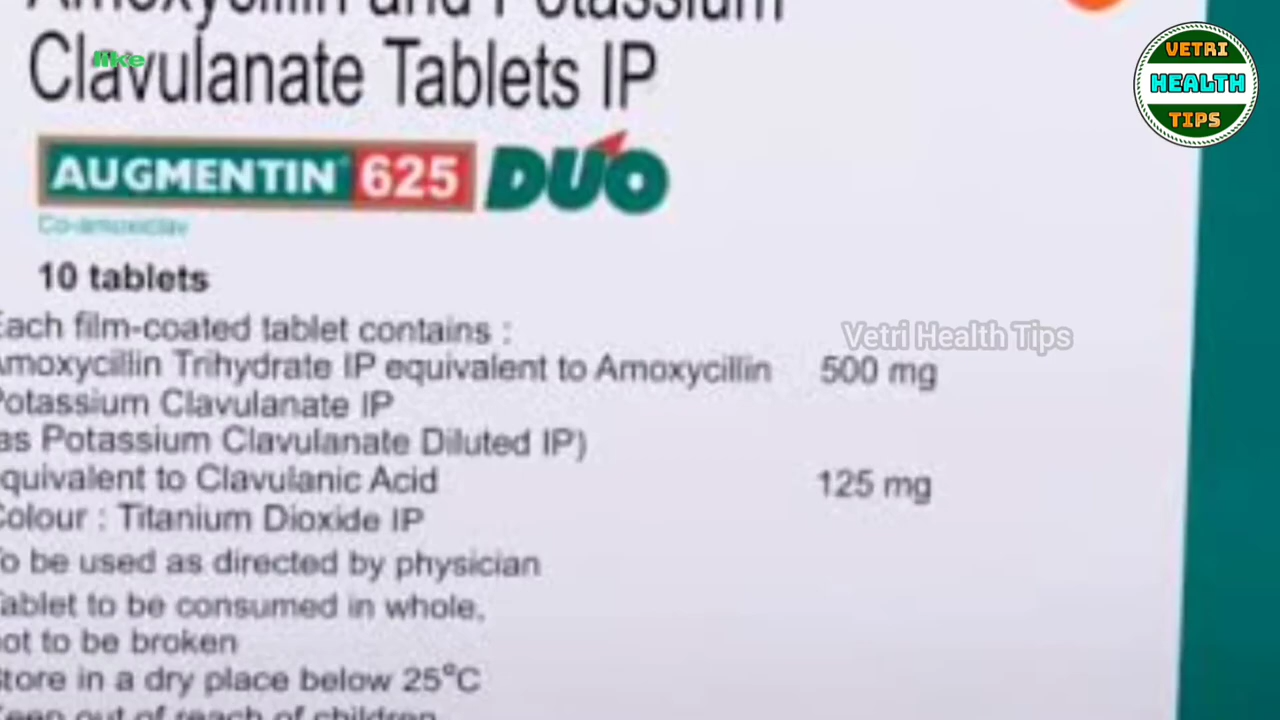 Amoxycillin and Potassium
Clavulanate Tablets IP
like
AUGMENTIN 625 DUO
Co-amoxiclav
10 tablets
Each film-coated tablet contains :
Amoxycillin Trihydrate IP equivalent to Amoxycillin 500 mg
Potassium Clavulanate IP
(as Potassium Clavulanate Diluted IP)
equivalent to Clavulanic Acid 125 mg
Colour : Titanium Dioxide IP
To be used as directed by physician
Tablet to be consumed in whole,
not to be broken
Store in a dry place below 25°C
Keep out of reach of children
VETRI
HEALTH
TIPS
Vetri Health Tips